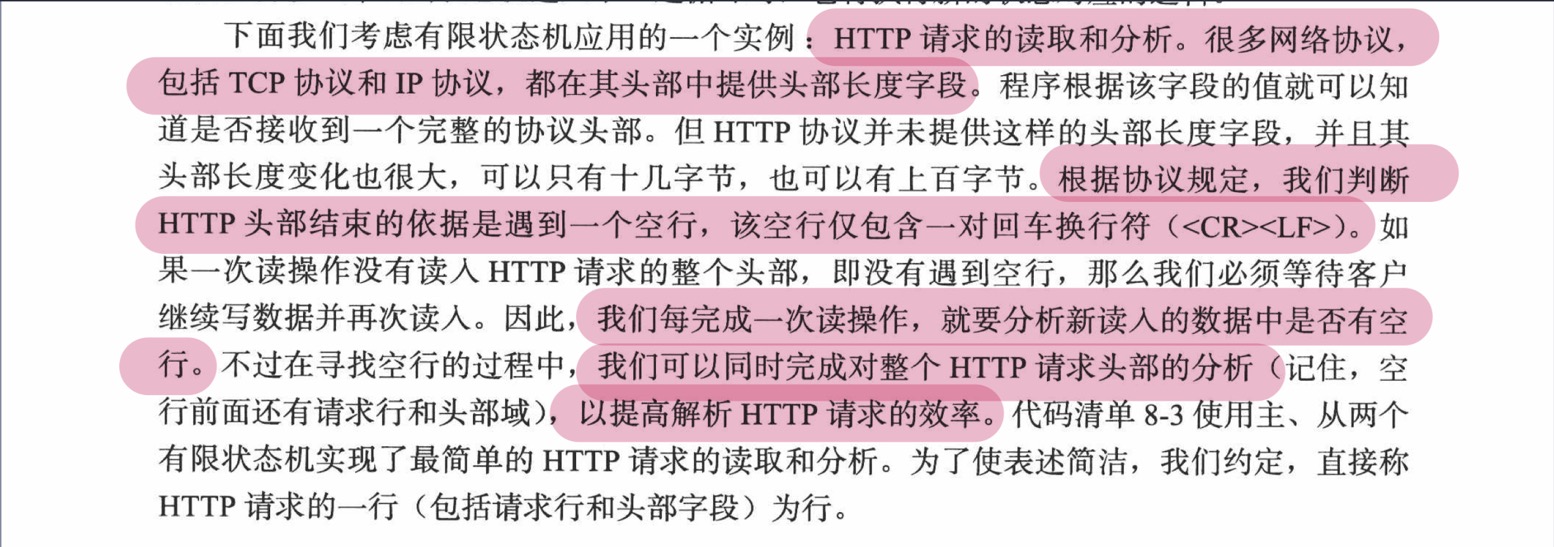 下面我们考虑有限状态机应用的一个实例：HTTP 请求的读取和分析。很多网络协议，
包括 TCP 协议和 IP 协议，都在其头部中提供头部长度字段。程序根据该字段的值就可以知
道是否接收到一个完整的协议头部。但 HTTP 协议并未提供这样的头部长度字段，并且其
头部长度变化也很大，可以只有十几字节，也可以有上百字节。根据协议规定，我们判断
HTTP 头部结束的依据是遇到一个空行，该空行仅包含一对回车换行符（<CR><LF>）。如
果一次读操作没有读入 HTTP 请求的整个头部，即没有遇到空行，那么我们必须等待客户
继续写数据并再次读入。因此，我们每完成一次读操作，就要分析新读入的数据中是否有空
行。不过在寻找空行的过程中，我们可以同时完成对整个 HTTP 请求头部的分析（记住，空
行前面还有请求行和头部域），以提高解析 HTTP 请求的效率。代码清单 8-3 使用主、从两个
有限状态机实现了最简单的 HTTP 请求的读取和分析。为了使表述简洁，我们约定，直接称
HTTP 请求的一行（包括请求行和头部字段）为行。